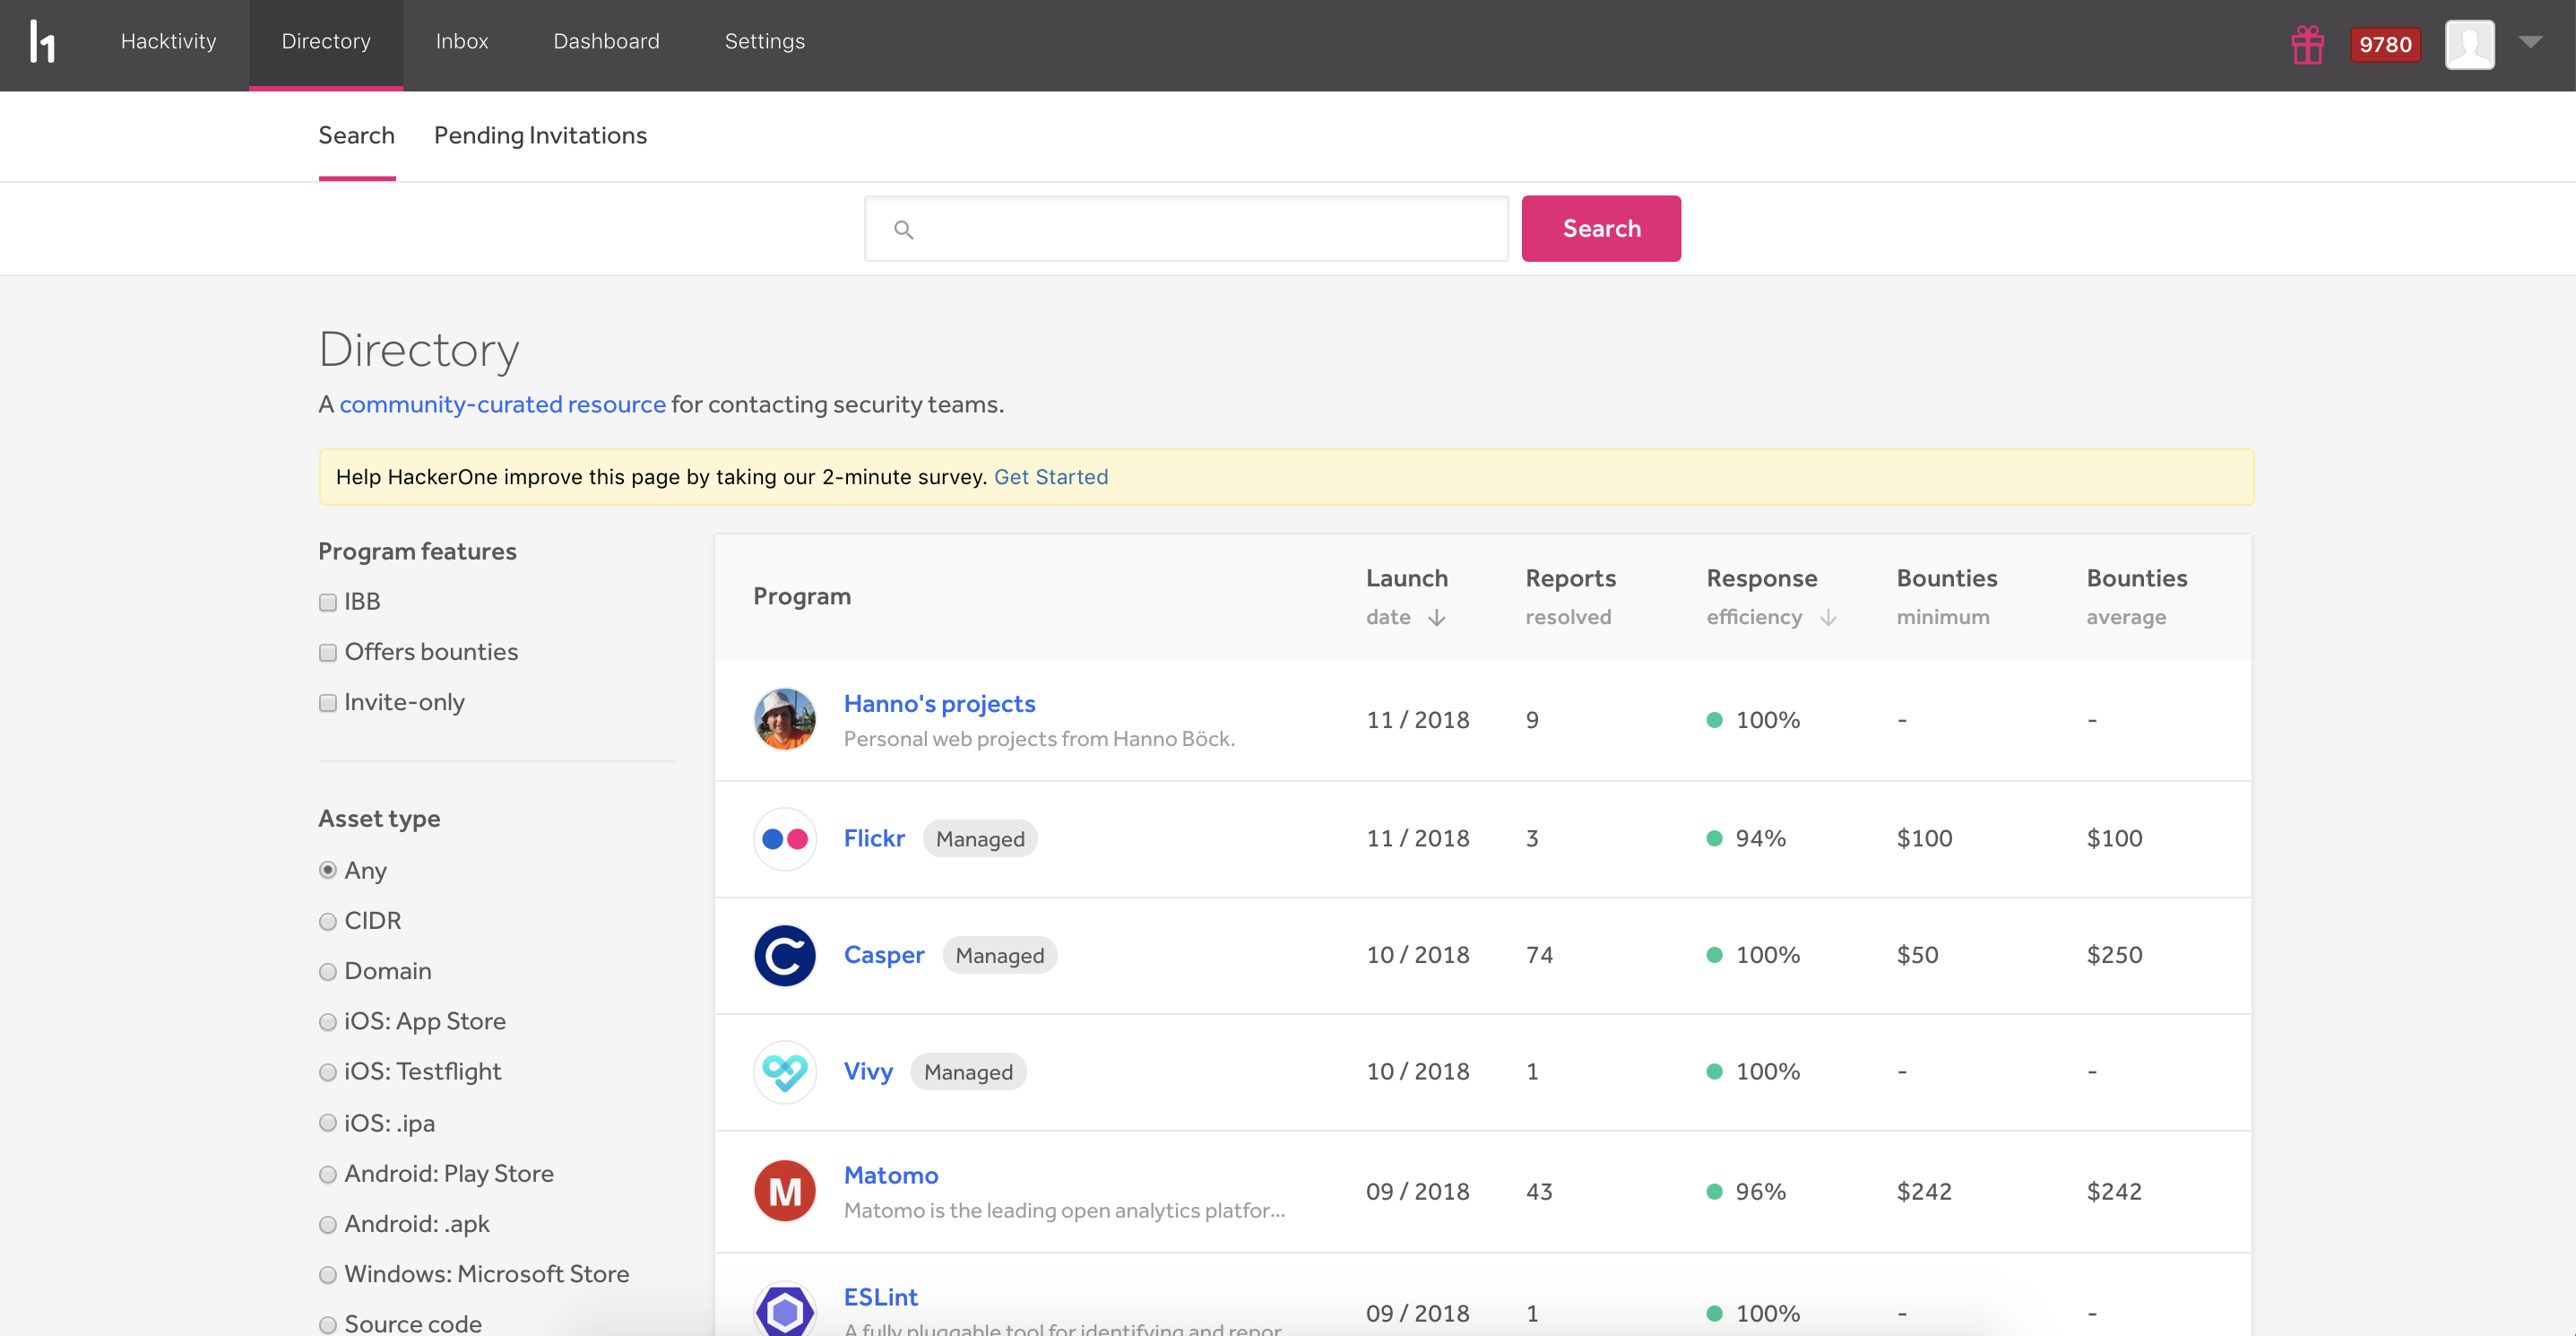 Hacktivity Directory Inbox Dashboard Settings 9780
Search Pending Invitations
Search
Directory
A community-curated resource for contacting security teams.
Help HackerOne improve this page by taking our 2-minute survey. Get Started
Program features
IBB
Offers bounties
Invite-only
Asset type
Any
CIDR
Domain
iOS: App Store
iOS: Testflight
iOS: .ipa
Android: Play Store
Android: .apk
Windows: Microsoft Store
Source code
Program Launch date Reports resolved Response efficiency Bounties minimum Bounties average
Hanno's projects 11 / 2018 9 100% - -
Personal web projects from Hanno Böck.
Flickr Managed 11 / 2018 3 94% $100 $100
Casper Managed 10 / 2018 74 100% $50 $250
Vivy Managed 10 / 2018 1 100% - -
M
Matomo 09 / 2018 43 96% $242 $242
Matomo is the leading open analytics platfor...
ESLint 09 / 2018 1 100% - -
A fully pluggable tool for identifying and repor